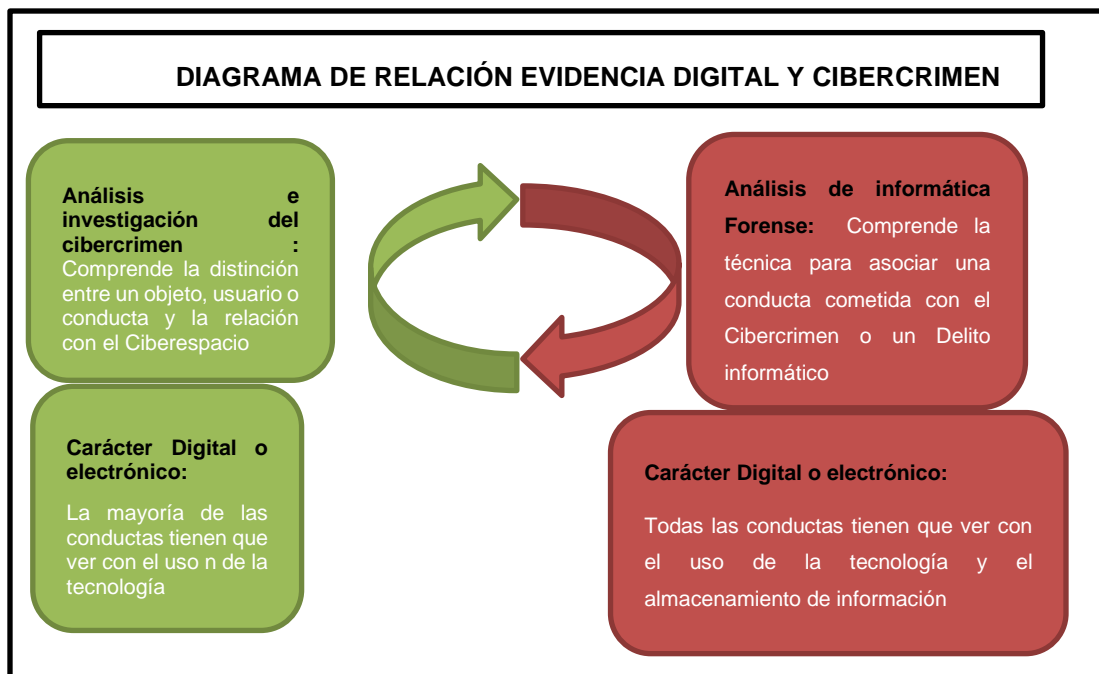 DIAGRAMA DE RELACIÓN EVIDENCIA DIGITAL Y CIBERCRIMEN
Análisis e
investigación del
cibercrimen :
Comprende la distinción
entre un objeto, usuario o
conducta y la relación
con el Ciberespacio
Carácter Digital o
electrónico:
La mayoría de las
conductas tienen que
ver con el uso n de la
tecnología
Análisis de informática
Forense: Comprende la
técnica para asociar una
conducta cometida con el
Cibercrimen o un Delito
informático
Carácter Digital o electrónico:
Todas las conductas tienen que ver con
el uso de la tecnología y el
almacenamiento de información